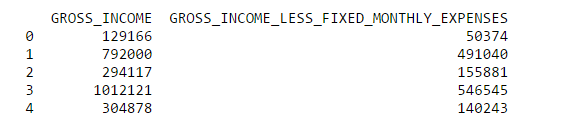 GROSS_INCOME GROSS_INCOME_LESS_FIXED_MONTHLY_EXPENSES
0 129166 50374
1 792000 491040
2 294117 155881
3 1012121 546545
4 304878 140243